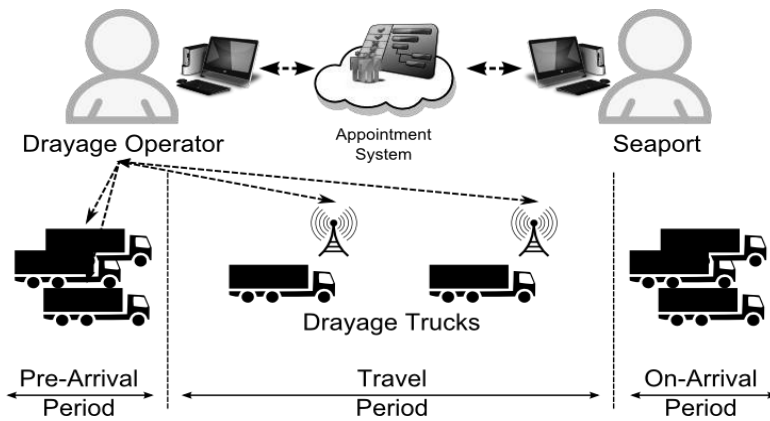 Drayage Operator
Appointment
System
Seaport
Drayage Trucks
Pre-Arrival
Period
Travel
Period
On-Arrival
Period